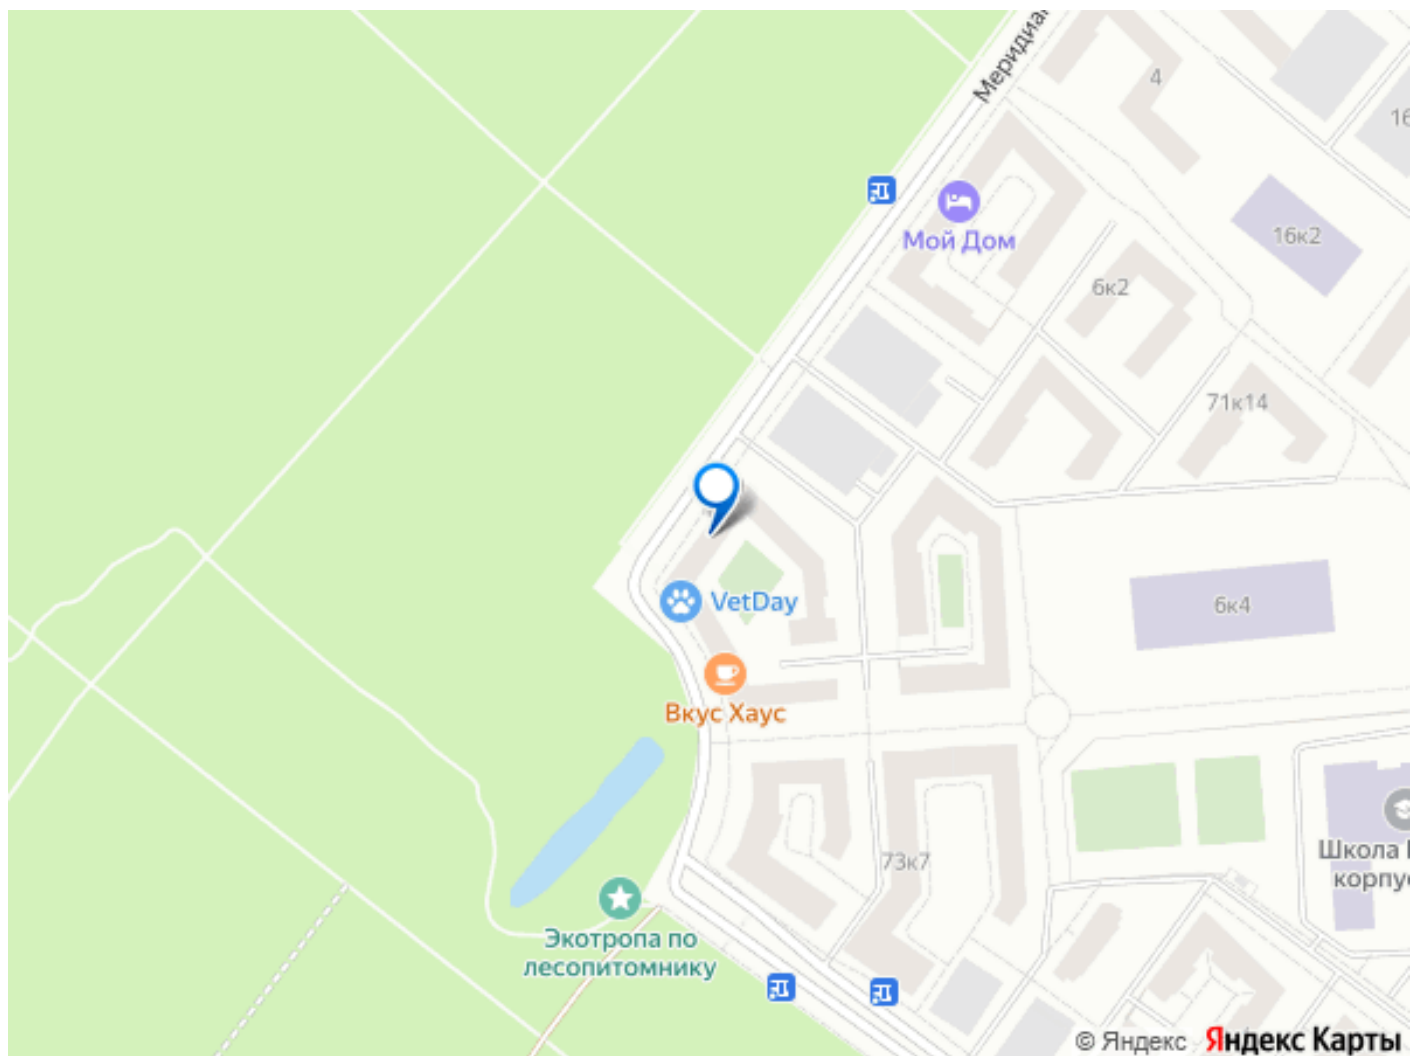 Меридиа
4
16
Мой Дом
16к2
6к2
71к14
VetDay
6к4
Вкус Хаус
73к7
Школа
корпу
Экотропа по
лесопитомнику
© Яндекс Яндекс Карты